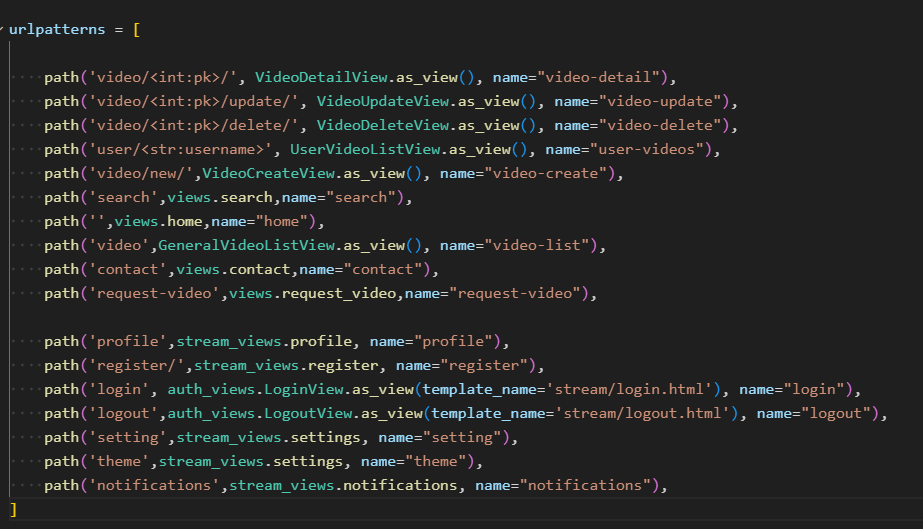 urlpatterns = [
path('video/<int:pk>/', VideoDetailView.as_view(), name="video-detail"),
path('video/<int:pk>/update/', VideoUpdateView.as_view(), name="video-update"),
path('video/<int:pk>/delete/', VideoDeleteView.as_view(), name="video-delete"),
path('user/<str:username>', UserVideoListView.as_view(), name="user-videos"),
path('video/new/',VideoCreateView.as_view(), name="video-create"),
path('search',views.search,name="search"),
path('',views.home,name="home"),
path('video',GeneralVideoListView.as_view(), name="video-list"),
path('contact',views.contact,name="contact"),
path('request-video',views.request_video,name="request-video"),
path('profile',stream_views.profile, name="profile"),
path('register/',stream_views.register, name="register"),
path('login', auth_views.LoginView.as_view(template_name='stream/login.html'), name="login"),
path('logout',auth_views.LogoutView.as_view(template_name='stream/logout.html'), name="logout"),
path('setting',stream_views.settings, name="setting"),
path('theme',stream_views.settings, name="theme"),
path('notifications',stream_views.notifications, name="notifications"),
]